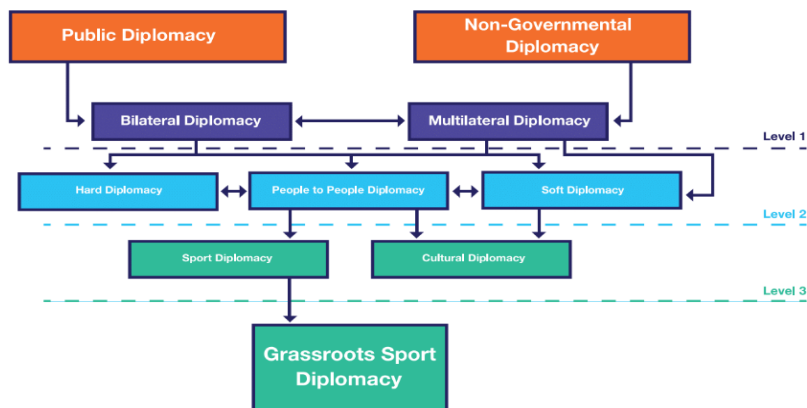 Public Diplomacy
Non-Governmental
Diplomacy
Bilateral Diplomacy
Multilateral Diplomacy
Level 1
Hard Diplomacy
People to People Diplomacy
Soft Diplomacy
Level 2
Sport Diplomacy
Cultural Diplomacy
Level 3
Grassroots Sport
Diplomacy